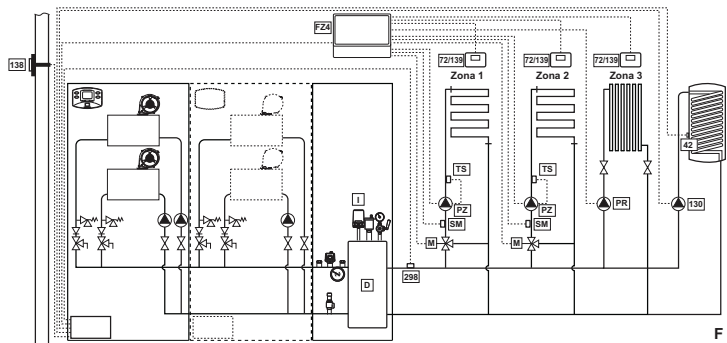 FZ4
138
72/139
72/139
72/139
Zona 1
Zona 2
Zona 3
42
TS
TS
I
PZ
PZ
PR
130
SM
SM
M
M
298
D
F